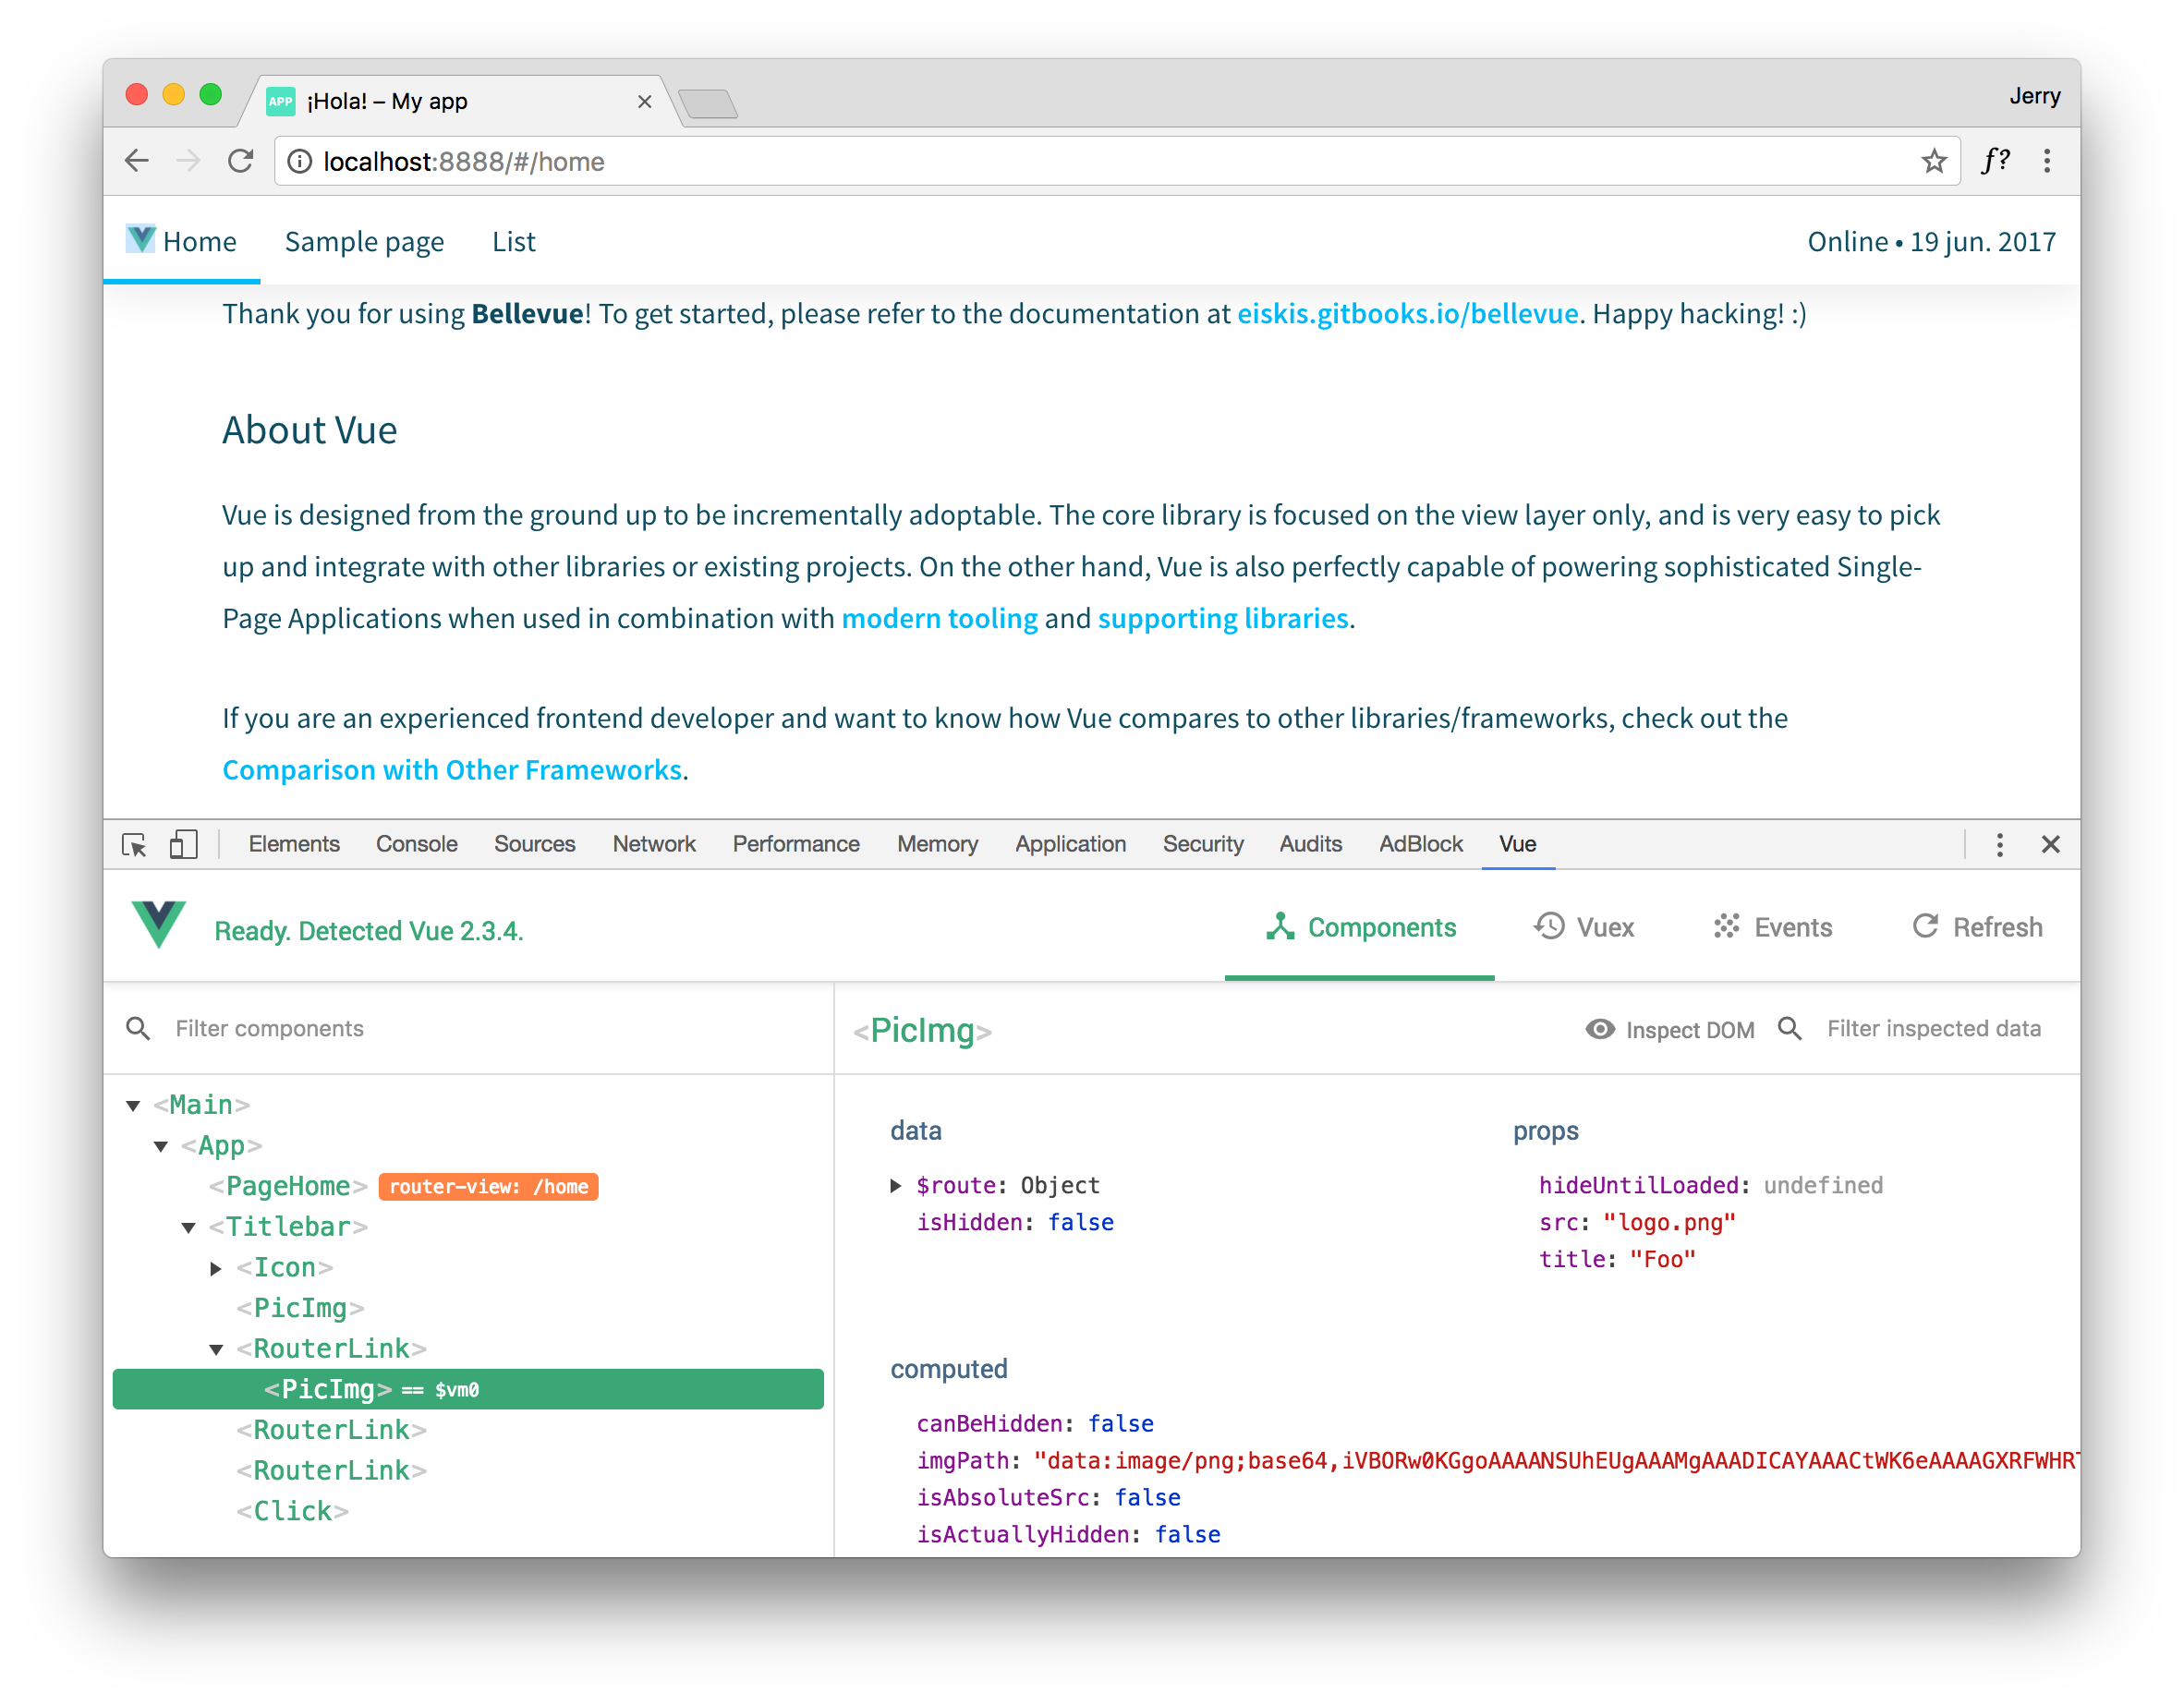 APP ¡Hola! – My app
Jerry
localhost:8888/#/home
f?
Home Sample page List Online • 19 jun. 2017
Thank you for using Bellevue! To get started, please refer to the documentation at eiskis.gitbooks.io/bellevue. Happy hacking! :)
About Vue
Vue is designed from the ground up to be incrementally adoptable. The core library is focused on the view layer only, and is very easy to pick
up and integrate with other libraries or existing projects. On the other hand, Vue is also perfectly capable of powering sophisticated Single-
Page Applications when used in combination with modern tooling and supporting libraries.
If you are an experienced frontend developer and want to know how Vue compares to other libraries/frameworks, check out the
Comparison with Other Frameworks.
Elements Console Sources Network Performance Memory Application Security Audits AdBlock Vue
Ready. Detected Vue 2.3.4.
Components Vuex Events Refresh
Filter components
<Main>
<App>
<PageHome> router-view: /home
<Titlebar>
<Icon>
<PicImg>
<RouterLink>
<PicImg> == $vm0
<RouterLink>
<RouterLink>
<Click>
<PicImg>
Inspect DOM Filter inspected data
data
$route: Object
isHidden: false
props
hideUntilLoaded: undefined
src: "logo.png"
title: "Foo"
computed
canBeHidden: false
imgPath: "data:image/png;base64,iVBORw0KGgoAAAANSUhEUgAAAMgAAADICAYAAACtWK6eAAAAGXRFWHRT
isAbsoluteSrc: false
isActuallyHidden: false